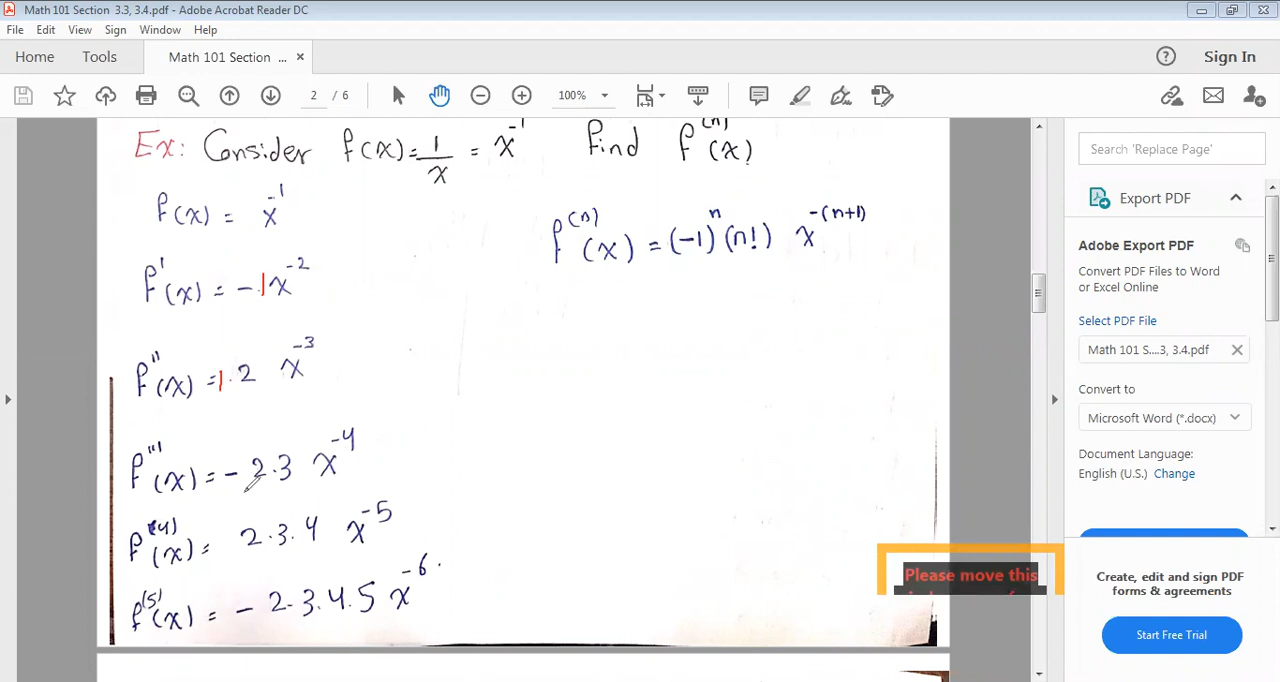 Math 101 Section 3.3, 3.4.pdf - Adobe Acrobat Reader DC
File Edit View Sign Window Help
Home Tools Math 101 Section ... × Sign In
2 / 6 100%
Ex: Consider f(x) = 1/x = x^-1 Find f^(n)(x)
f(x) = x^-1
f'(x) = - 1x^-2
f''(x) = 1.2 x^-3
f'''(x) = - 2.3 x^-4
f^(4)(x) = 2.3.4 x^-5
f^(5)(x) = - 2.3.4.5 x^-6.
f^(n)(x) = (-1)^n (n!) x^-(n+1)
Please move this
Search 'Replace Page'
Export PDF
Adobe Export PDF
Convert PDF Files to Word
or Excel Online
Select PDF File
Math 101 S....3, 3.4.pdf ×
Convert to
Microsoft Word (*.docx)
Document Language:
English (U.S.) Change
Create, edit and sign PDF
forms & agreements
Start Free Trial